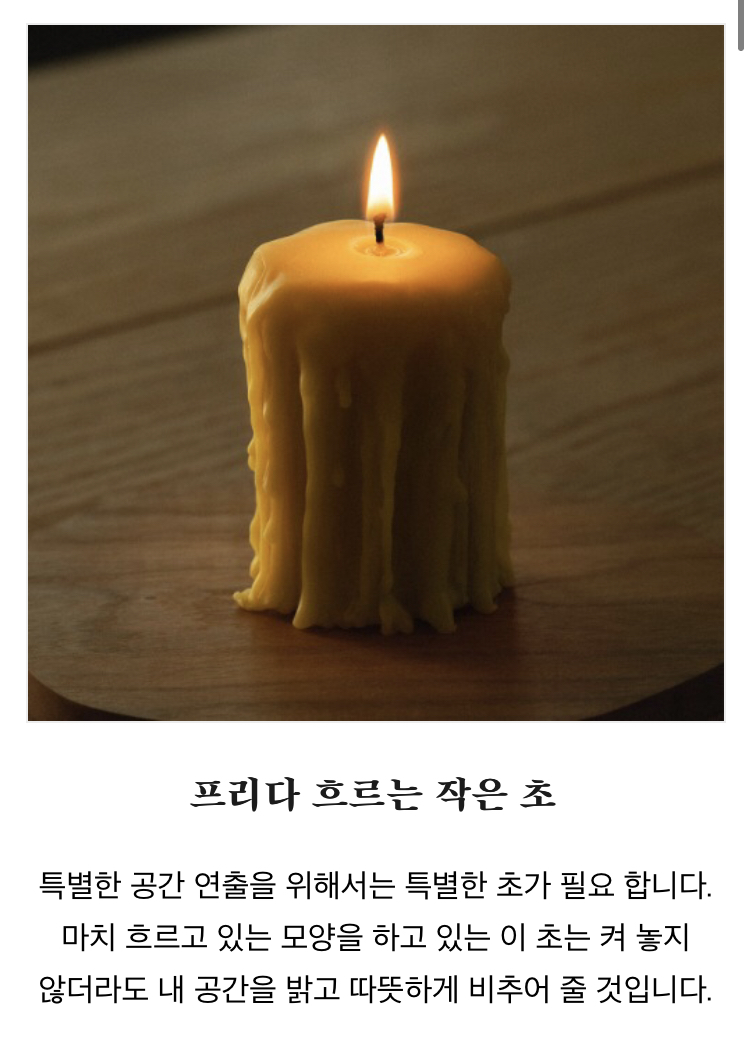 프리다 흐르는 작은 초
특별한 공간 연출을 위해서는 특별한 초가 필요 합니다.
마치 흐르고 있는 모양을 하고 있는 이 초는 켜 놓지
않더라도 내 공간을 밝고 따뜻하게 비추어 줄 것입니다.